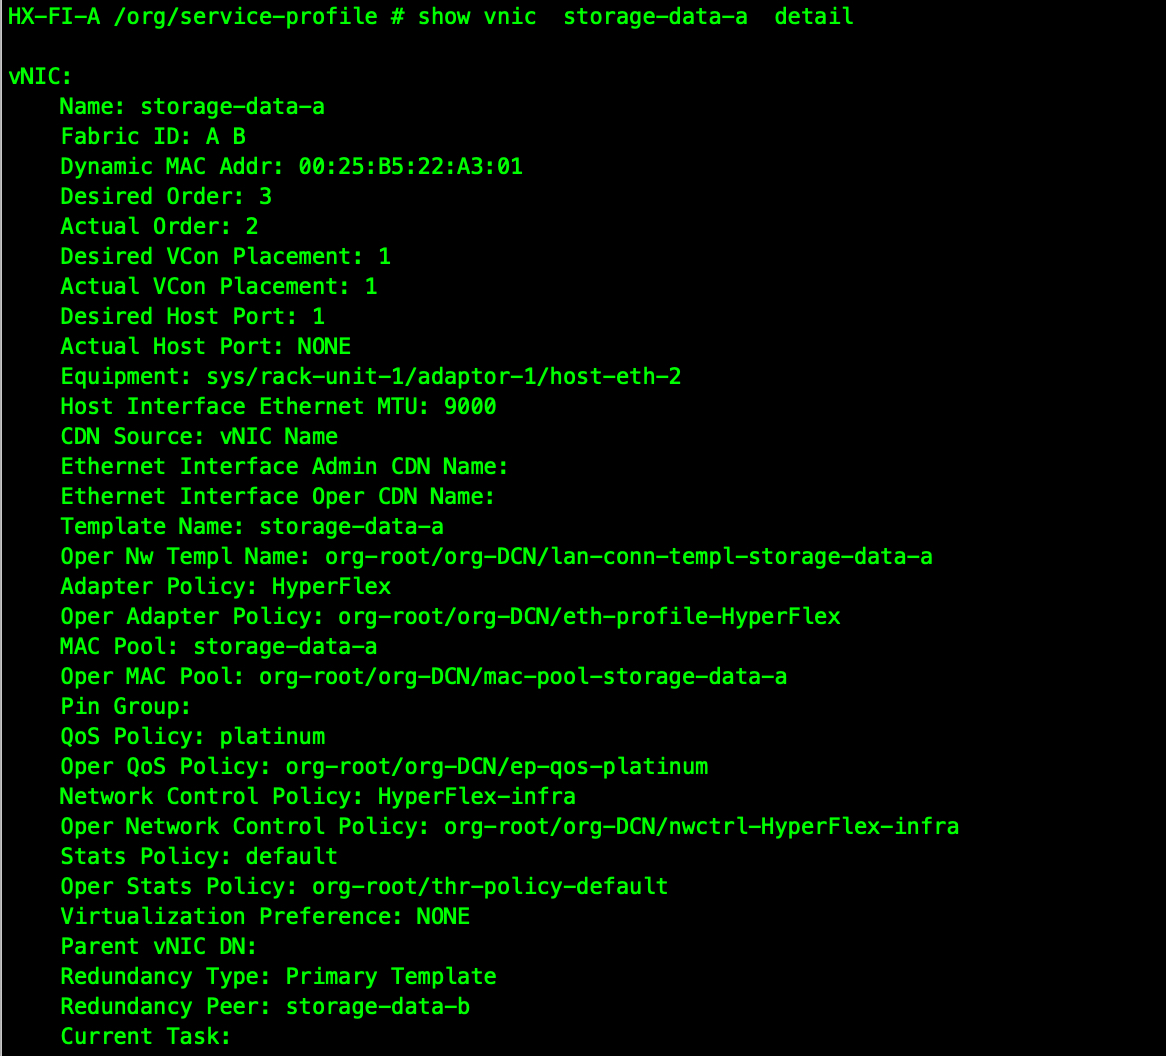 HX-FI-A /org/service-profile # show vnic  storage-data-a  detail
vNIC:
Name: storage-data-a
Fabric ID: A B
Dynamic MAC Addr: 00:25:B5:22:A3:01
Desired Order: 3
Actual Order: 2
Desired VCon Placement: 1
Actual VCon Placement: 1
Desired Host Port: 1
Actual Host Port: NONE
Equipment: sys/rack-unit-1/adaptor-1/host-eth-2
Host Interface Ethernet MTU: 9000
CDN Source: vNIC Name
Ethernet Interface Admin CDN Name:
Ethernet Interface Oper CDN Name:
Template Name: storage-data-a
Oper Nw Templ Name: org-root/org-DCN/lan-conn-templ-storage-data-a
Adapter Policy: HyperFlex
Oper Adapter Policy: org-root/org-DCN/eth-profile-HyperFlex
MAC Pool: storage-data-a
Oper MAC Pool: org-root/org-DCN/mac-pool-storage-data-a
Pin Group:
QoS Policy: platinum
Oper QoS Policy: org-root/org-DCN/ep-qos-platinum
Network Control Policy: HyperFlex-infra
Oper Network Control Policy: org-root/org-DCN/nwctrl-HyperFlex-infra
Stats Policy: default
Oper Stats Policy: org-root/thr-policy-default
Virtualization Preference: NONE
Parent vNIC DN:
Redundancy Type: Primary Template
Redundancy Peer: storage-data-b
Current Task: